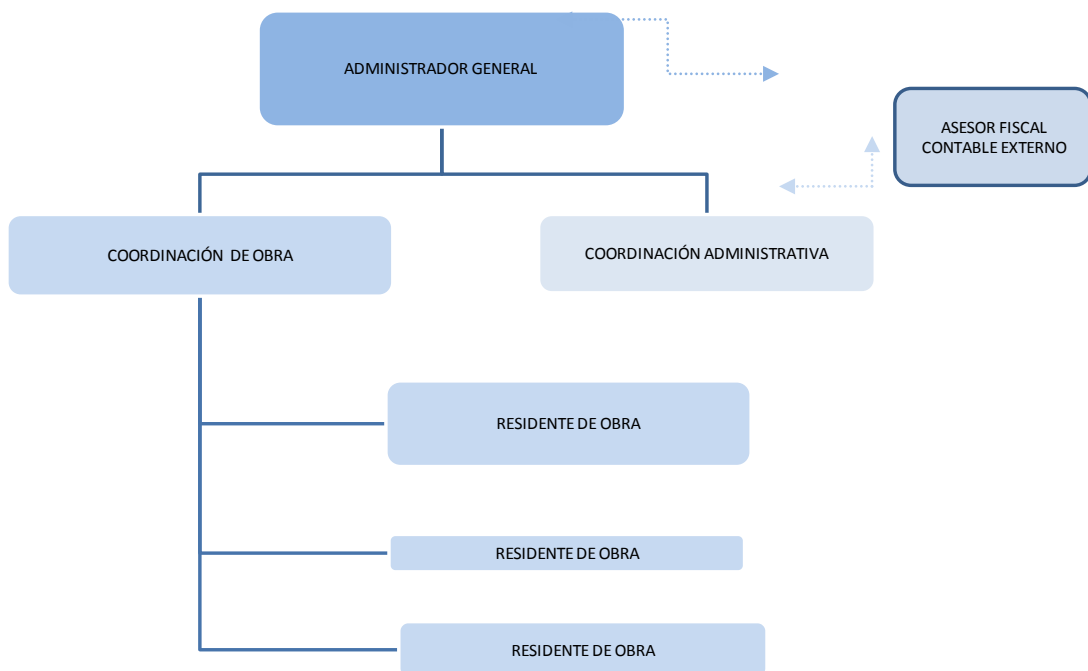 ADMINISTRADOR GENERAL
ASESOR FISCAL
CONTABLE EXTERNO
COORDINACIÓN DE OBRA
COORDINACIÓN ADMINISTRATIVA
RESIDENTE DE OBRA
RESIDENTE DE OBRA
RESIDENTE DE OBRA